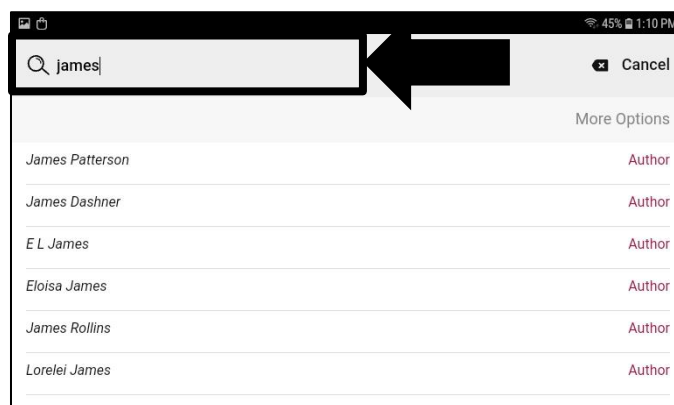 45% 1:10 PM
james Cancel
More Options
James Patterson Author
James Dashner Author
E L James Author
Eloisa James Author
James Rollins Author
Lorelei James Author